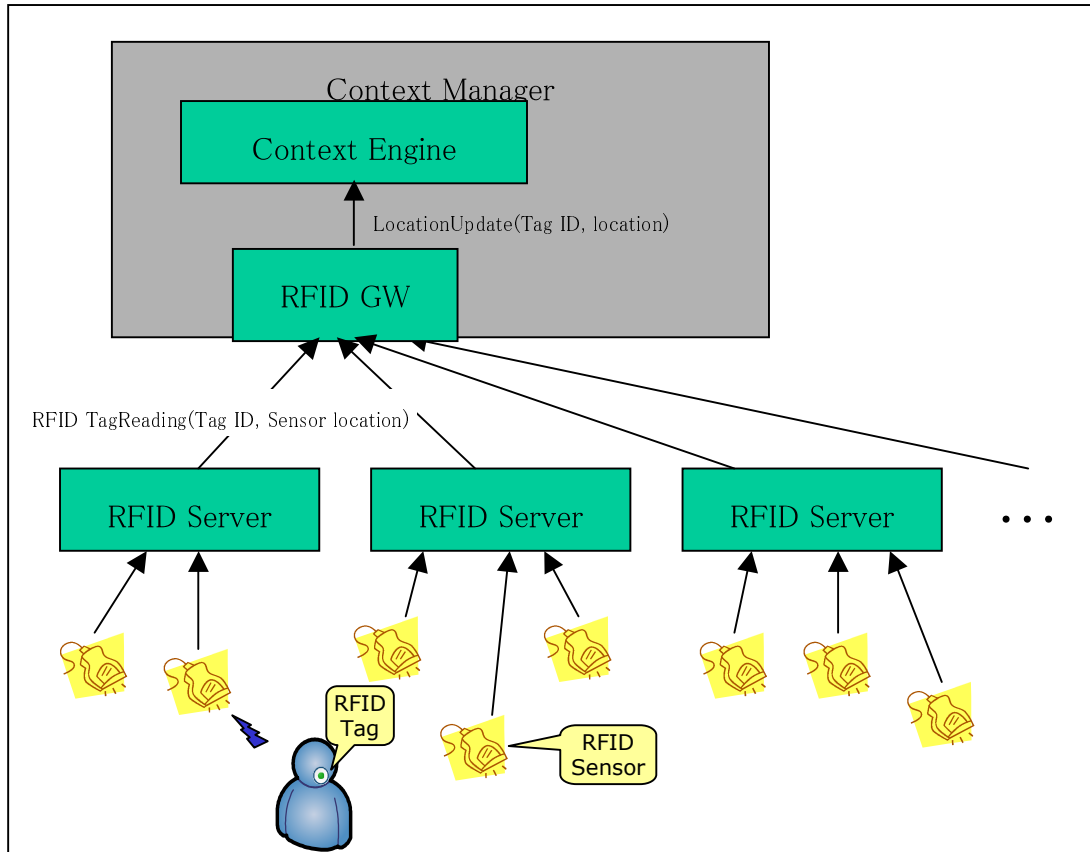 Context Manager
Context Engine
LocationUpdate(Tag ID, location)
RFID GW
RFID TagReading(Tag ID, Sensor location)
RFID Server
RFID Server
RFID Server
...
RFID
Tag
RFID
Sensor